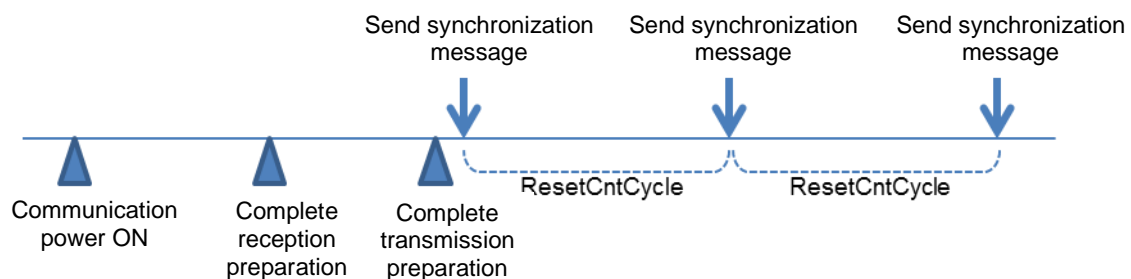 Send synchronization
message
Send synchronization
message
Send synchronization
message
ResetCntCycle
ResetCntCycle
Communication
power ON
Complete
reception
preparation
Complete
transmission
preparation